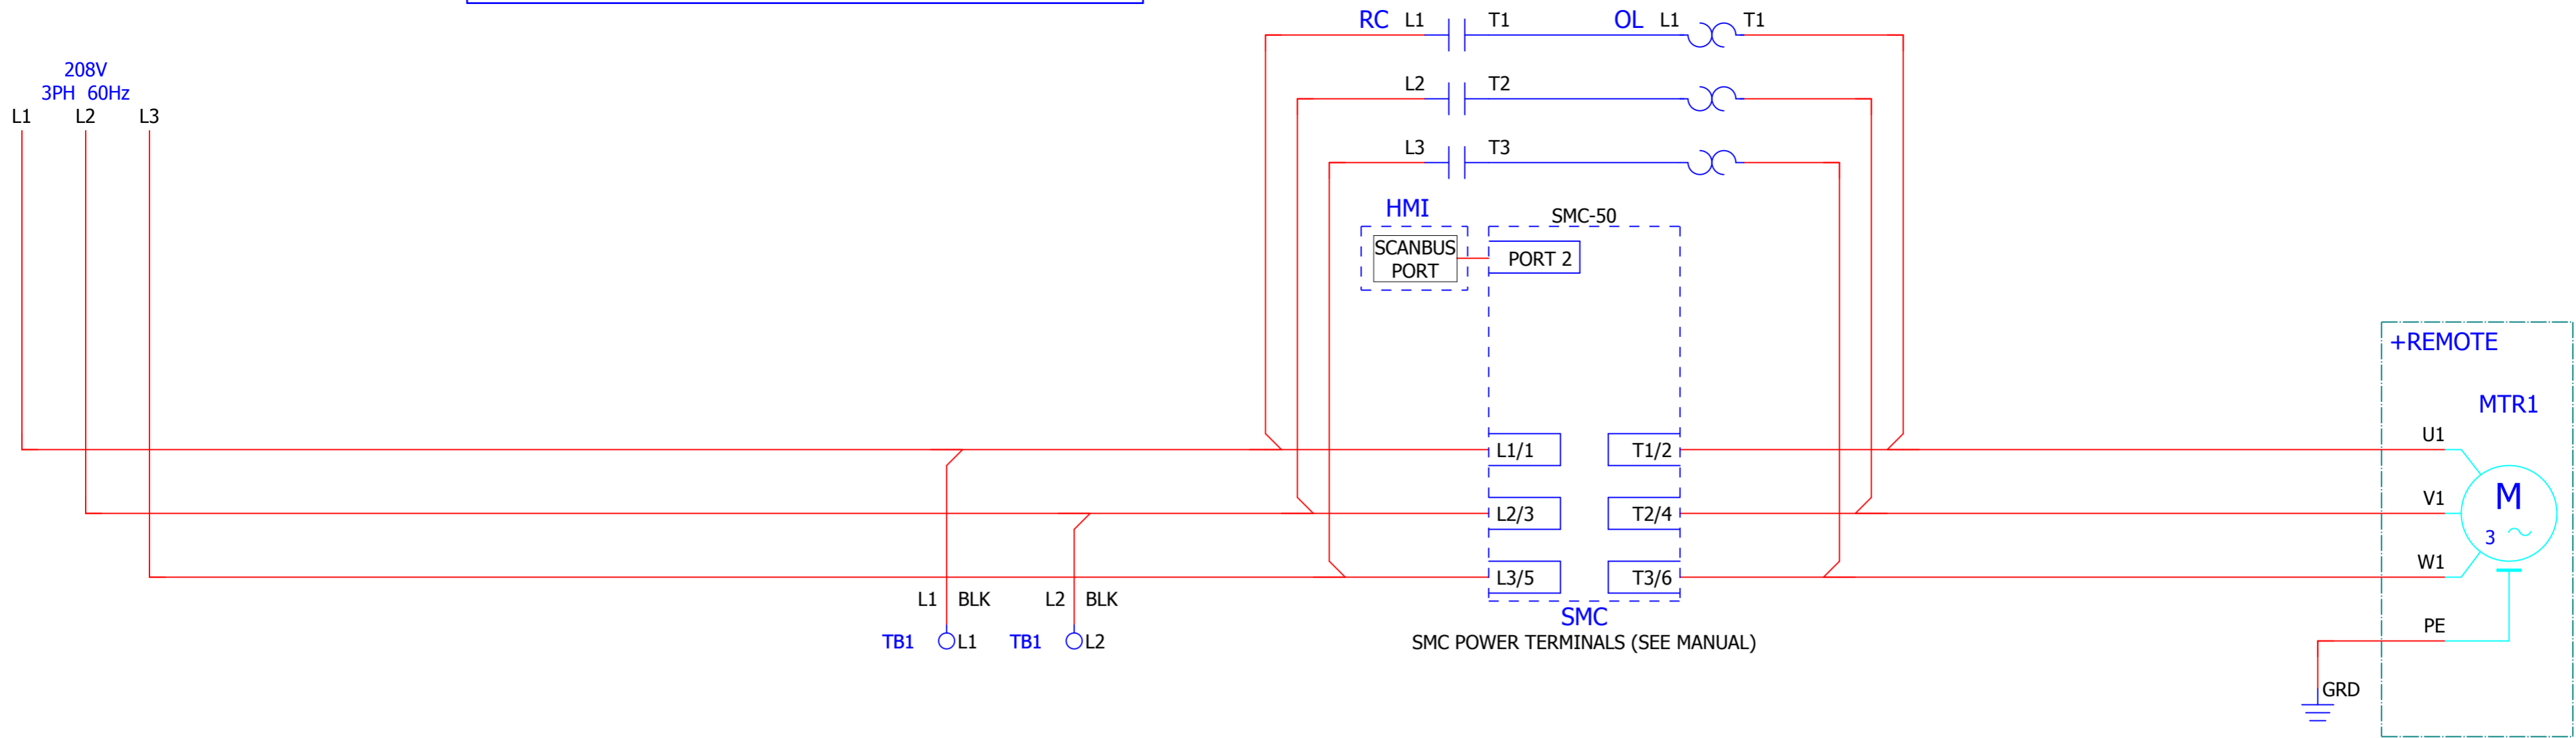 RC L1 T1 OL L1 T1
208V
3PH 60Hz
L1 L2 L3
L2 T2
L3 T3
HMI
SMC-50
SCANBUS
PORT
PORT 2
+REMOTE
MTR1
U1
L1/1 T1/2
V1
M
3
L2/3 T2/4
W1
L3/5 T3/6
L1 BLK L2 BLK
SMC
TB1 L1 TB1 L2
SMC POWER TERMINALS (SEE MANUAL)
PE
GRD